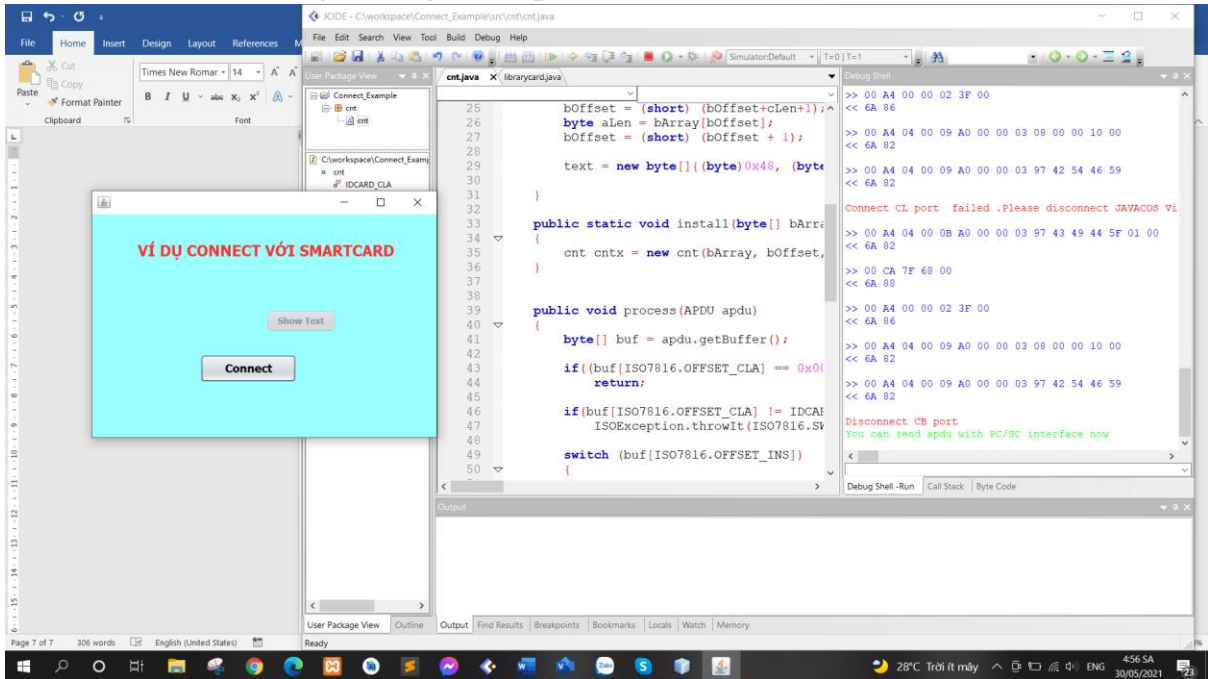 JCIDE - C:\workspace\Connect_Example\src\cnt\cnt.java
File Home Insert Design Layout References M
File Edit Search View Tool Build Debug Help
Cut
Copy
Paste
Format Painter
Clipboard
Times New Romar 14
B I U abc X₂ X² A
Font
SimulatorDefault T=0 | T=1
User Package View
Connect_Example
cnt
cnt
C:\workspace\Connect_Examp
cnt
IDCARD_CLA
cnt.java X librarycard.java
25 bOffset = (short) (bOffset+cLen+1);
26 byte aLen = bArray[bOffset];
27 bOffset = (short) (bOffset + 1);
28
29 text = new byte[]{(byte)0x48, (byte
30
31 }
32
33 public static void install(byte[] bArra
34 {
35 cnt cntx = new cnt(bArray, bOffset,
36 }
37
38
39 public void process(APDU apdu)
40 {
41 byte[] buf = apdu.getBuffer();
42
43 if((buf[ISO7816.OFFSET_CLA] == 0x0(
44 return;
45
46 if(buf[ISO7816.OFFSET_CLA] != IDCAR
47 ISOException.throwIt(ISO7816.SW
48
49 switch (buf[ISO7816.OFFSET_INS])
50 {
Debug Shell
>> 00 A4 00 00 02 3F 00
<< 6A 86
>> 00 A4 04 00 09 A0 00 00 03 08 00 00 10 00
<< 6A 82
>> 00 A4 04 00 09 A0 00 00 03 97 42 54 46 59
<< 6A 82
Connect CL port failed .Please disconnect JAVACOS Vi
>> 00 A4 04 00 0B A0 00 00 03 97 43 49 44 5F 01 00
<< 6A 82
>> 00 CA 7F 68 00
<< 6A 88
>> 00 A4 00 00 02 3F 00
<< 6A 86
>> 00 A4 04 00 09 A0 00 00 03 08 00 00 10 00
<< 6A 82
>> 00 A4 04 00 09 A0 00 00 03 97 42 54 46 59
<< 6A 82
Disconnect CB port
You can send apdu with PC/SC interface now
Debug Shell -Run Call Stack Byte Code
VÍ DỤ CONNECT VỚI SMARTCARD
Show Text
Connect
Output
User Package View Outline
Output Find Results Breakpoints Bookmarks Locals Watch Memory
Page 7 of 7 306 words English (United States)
Ready
28°C Trời ít mây ENG 4:56 SA
30/05/2021 23